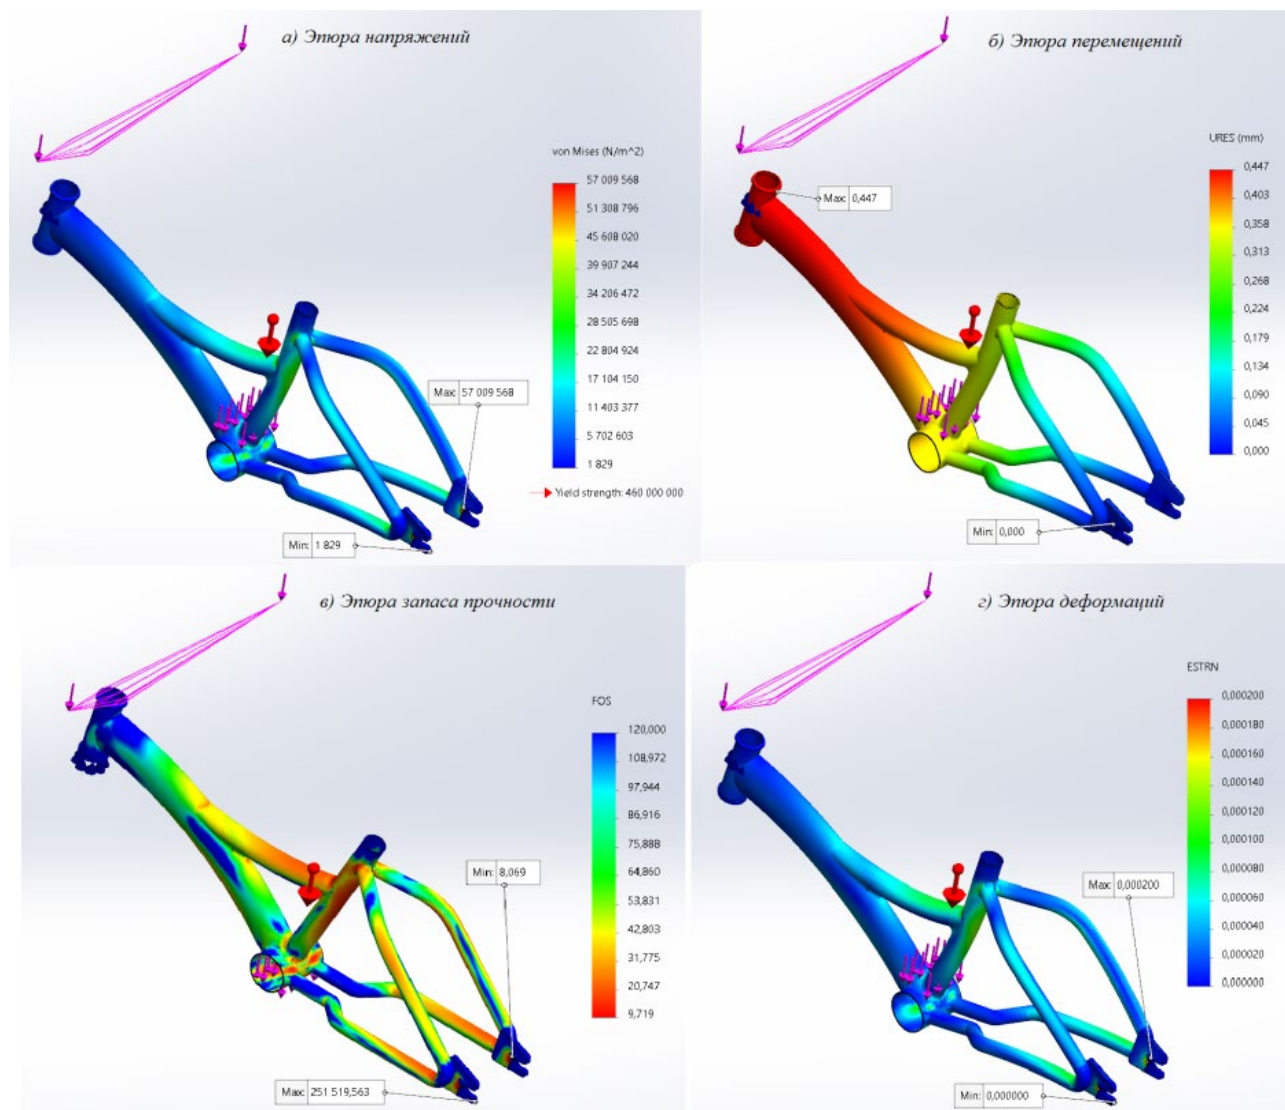 а) Эпюра напряжений
von Mises (N/m^2)
57 009 568
51 308 796
45 608 020
39 907 244
34 206 472
28 505 698
22 804 924
17 104 150
11 403 377
5 702 603
1 829
Yield strength: 460 000 000
Max: 57 009 568
Min: 1 829
б) Эпюра перемещений
URES (mm)
0,447
0,403
0,358
0,313
0,268
0,224
0,179
0,134
0,090
0,045
0,000
Max: 0,447
Min: 0,000
в) Эпюра запаса прочности
FOS
120,000
108,972
97,944
86,916
75,888
64,860
53,831
42,803
31,775
20,747
9,719
Min: 8,069
Max: 251 519,563
г) Эпюра деформаций
ESTRN
0,000200
0,000180
0,000160
0,000140
0,000120
0,000100
0,000080
0,000060
0,000040
0,000020
0,000000
Max: 0,000200
Min: 0,000000